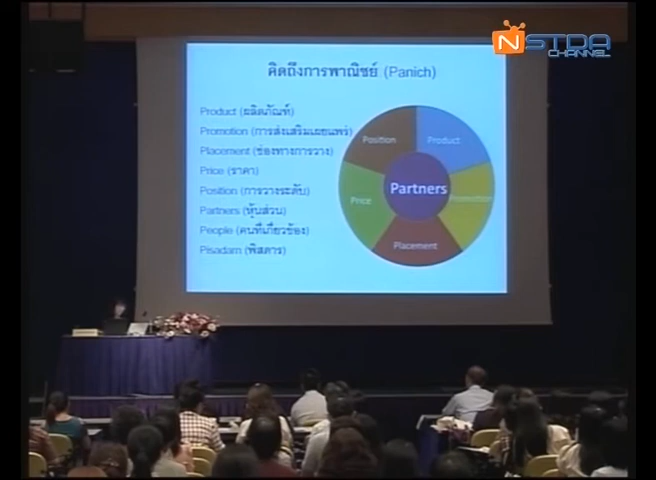 NSTDA
CHANNEL
คิดถึงการพาณิชย์ (Panich)
Product (ผลิตภัณฑ์)
Promotion (การส่งเสริมเผยแพร่)
Placement (ช่องทางการวาง)
Price (ราคา)
Position (การวางระดับ)
Partners (หุ้นส่วน)
People (คนที่เกี่ยวข้อง)
Pisadarn (พิสดาร)
Position
Product
Price
Partners
Promotion
Placement